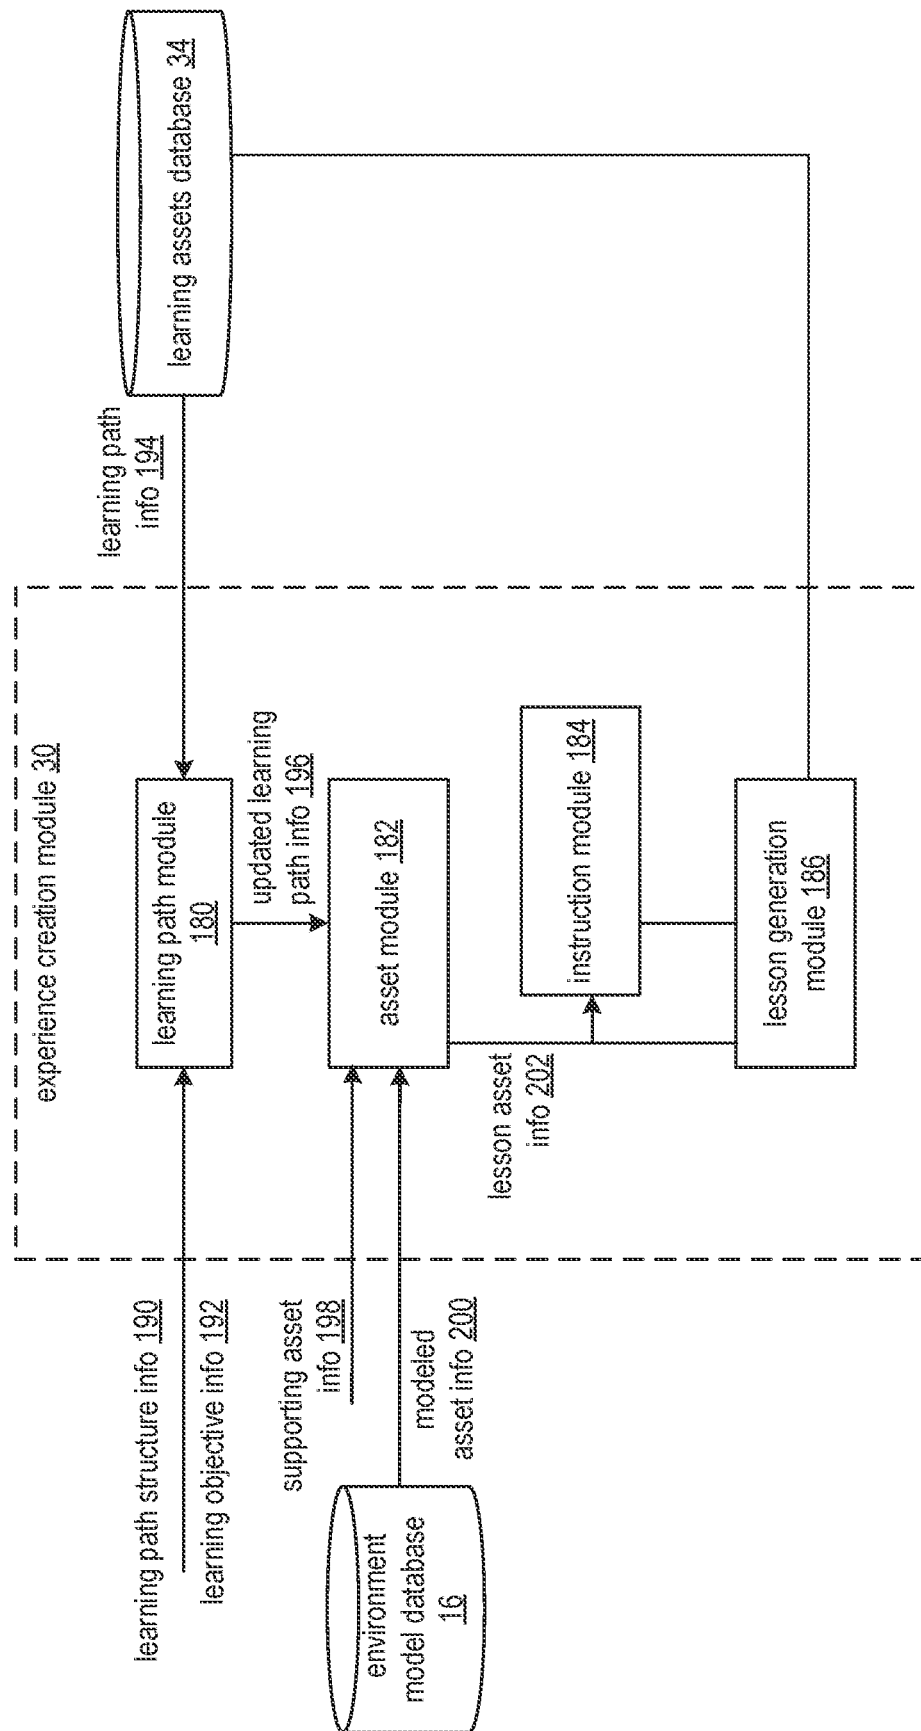 experience creation module 30
learning path structure info 190
learning objective info 192
learning path module
180
learning path
info 194
learning assets database 34
updated learning
path info 196
supporting asset
info 198
asset module 182
environment
model database
16
modeled
asset info 200
lesson asset
info 202
instruction module 184
lesson generation
module 186